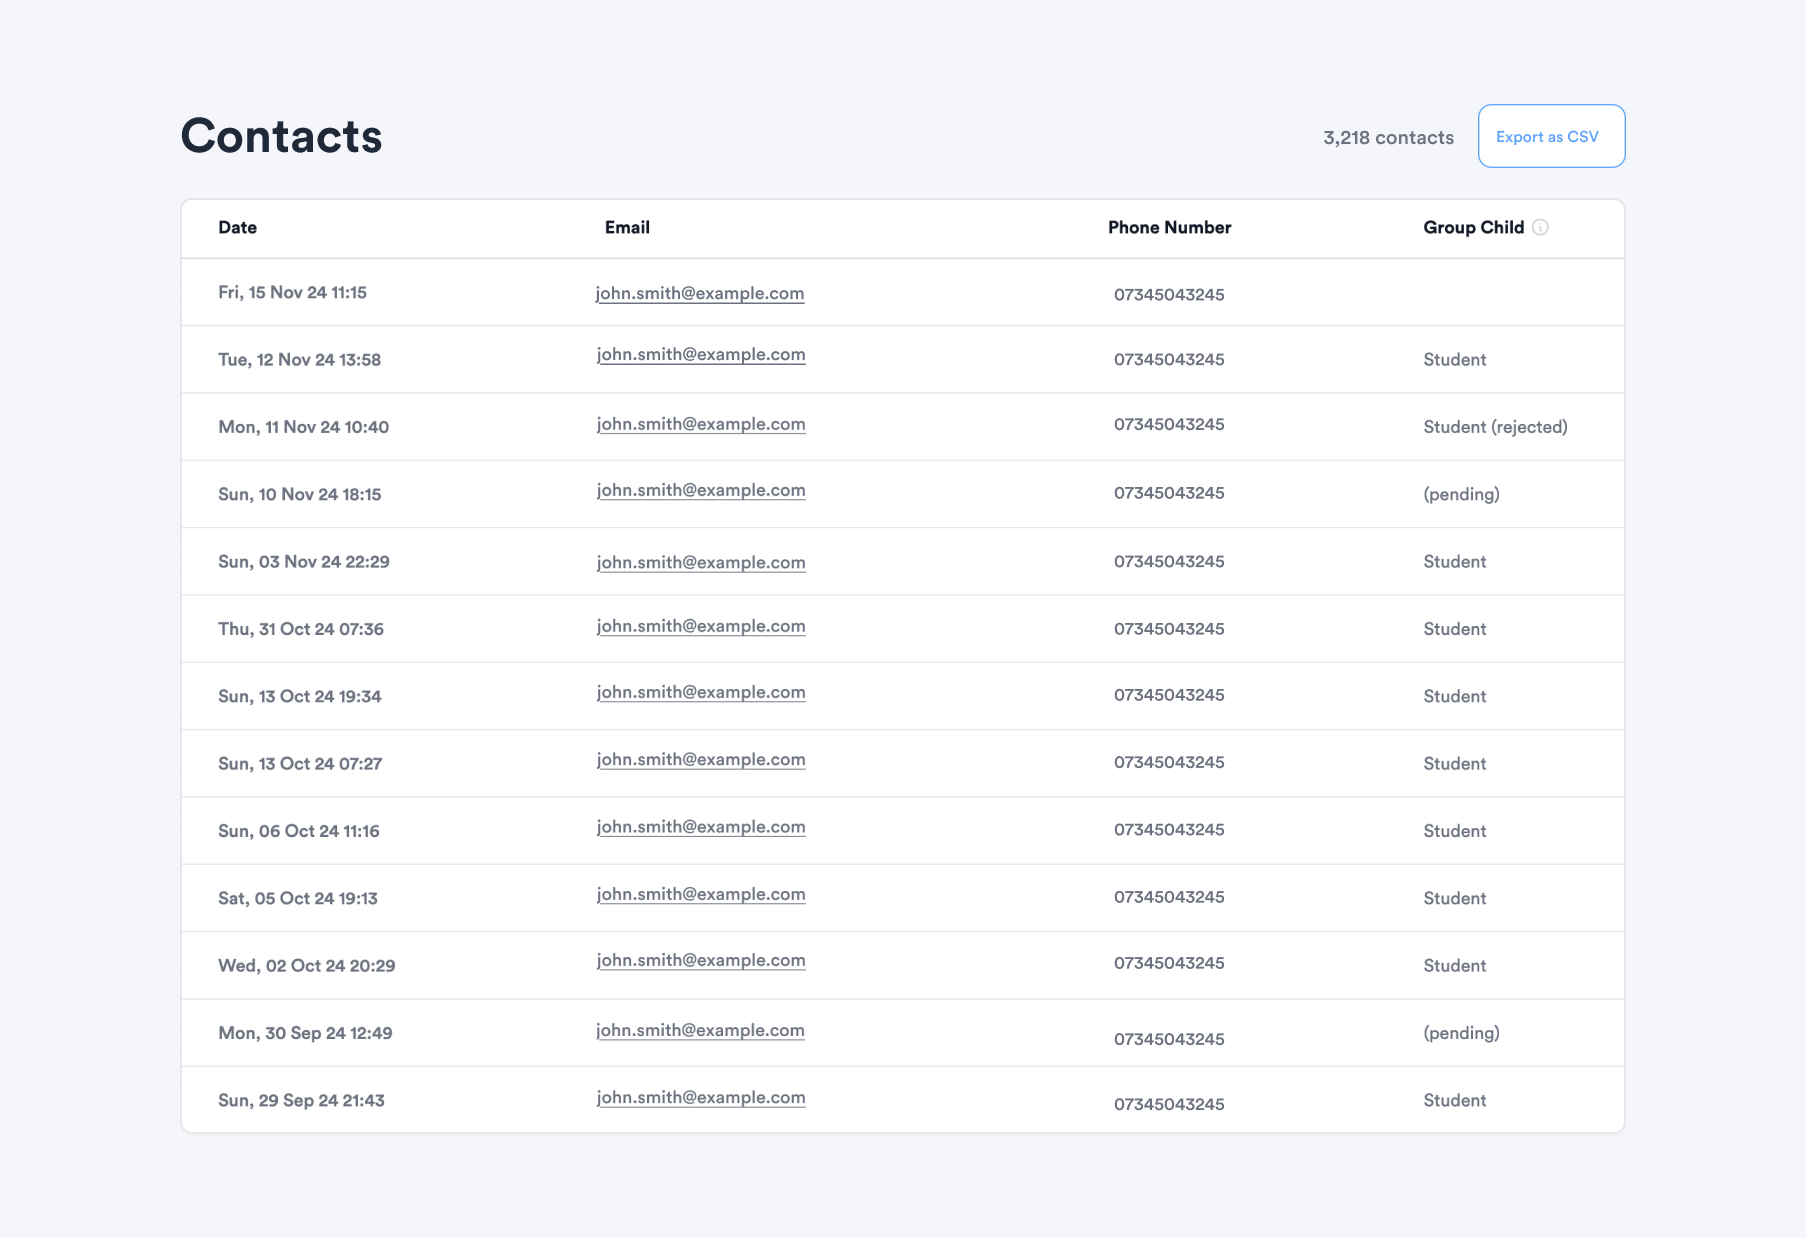 Contacts
3,218 contacts
Export as CSV
Date Email Phone Number Group Child
Fri, 15 Nov 24 11:15 john.smith@example.com 07345043245
Tue, 12 Nov 24 13:58 john.smith@example.com 07345043245 Student
Mon, 11 Nov 24 10:40 john.smith@example.com 07345043245 Student (rejected)
Sun, 10 Nov 24 18:15 john.smith@example.com 07345043245 (pending)
Sun, 03 Nov 24 22:29 john.smith@example.com 07345043245 Student
Thu, 31 Oct 24 07:36 john.smith@example.com 07345043245 Student
Sun, 13 Oct 24 19:34 john.smith@example.com 07345043245 Student
Sun, 13 Oct 24 07:27 john.smith@example.com 07345043245 Student
Sun, 06 Oct 24 11:16 john.smith@example.com 07345043245 Student
Sat, 05 Oct 24 19:13 john.smith@example.com 07345043245 Student
Wed, 02 Oct 24 20:29 john.smith@example.com 07345043245 Student
Mon, 30 Sep 24 12:49 john.smith@example.com 07345043245 (pending)
Sun, 29 Sep 24 21:43 john.smith@example.com 07345043245 Student